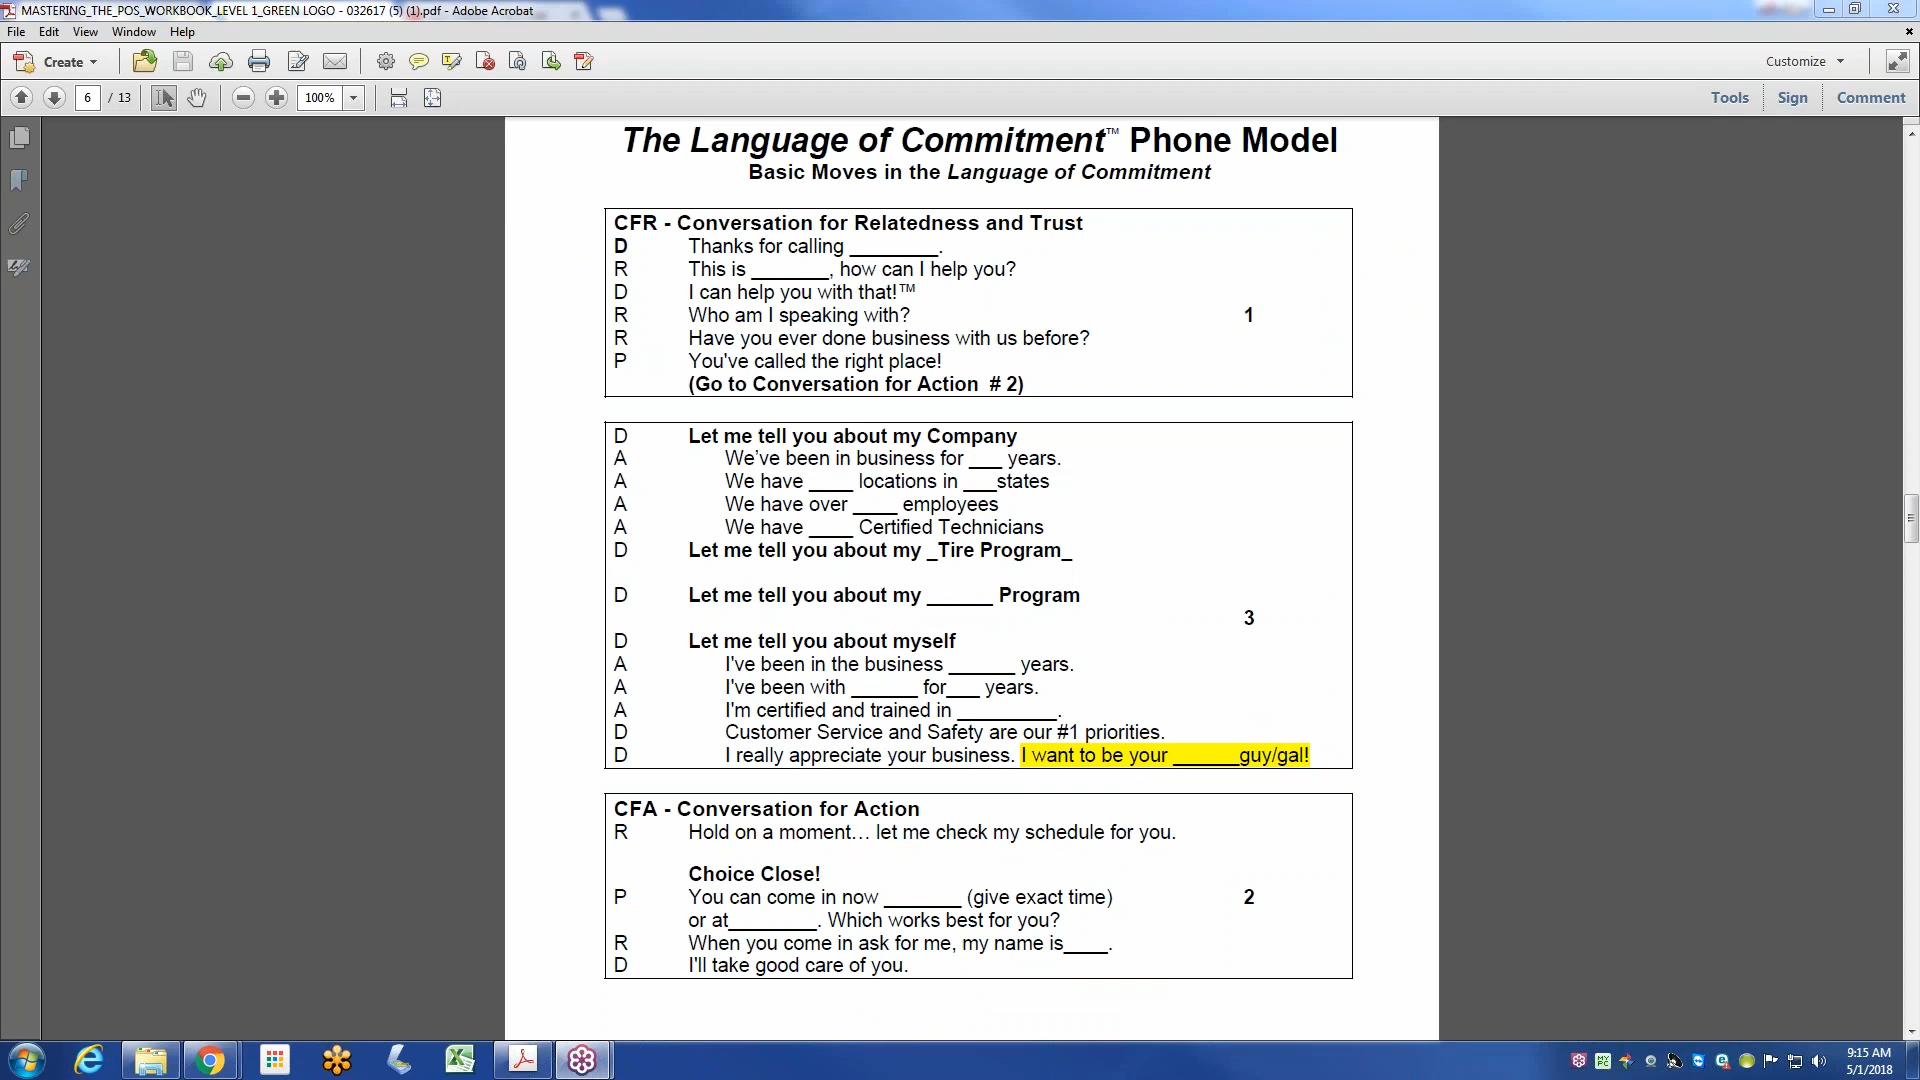 MASTERING_THE_POS_WORKBOOK_LEVEL 1_GREEN LOGO - 032617 (5) (1).pdf - Adobe Acrobat
File Edit View Window Help
Create Customize
6 / 13 100% Tools Sign Comment
The Language of Commitment™ Phone Model
Basic Moves in the Language of Commitment
CFR - Conversation for Relatedness and Trust
D Thanks for calling ________.
R This is _______, how can I help you?
D I can help you with that!™
R Who am I speaking with? 1
R Have you ever done business with us before?
P You've called the right place!
(Go to Conversation for Action # 2)
D Let me tell you about my Company
A We’ve been in business for ___ years.
A We have ____ locations in ___states
A We have over ____ employees
A We have ____ Certified Technicians
D Let me tell you about my _Tire Program_
D Let me tell you about my ______ Program
3
D Let me tell you about myself
A I've been in the business ______ years.
A I've been with ______ for___ years.
A I'm certified and trained in _________.
D Customer Service and Safety are our #1 priorities.
D I really appreciate your business. I want to be your ______guy/gal!
CFA - Conversation for Action
R Hold on a moment… let me check my schedule for you.
Choice Close!
P You can come in now _______ (give exact time) 2
or at________. Which works best for you?
R When you come in ask for me, my name is____.
D I'll take good care of you.
9:15 AM
5/1/2018